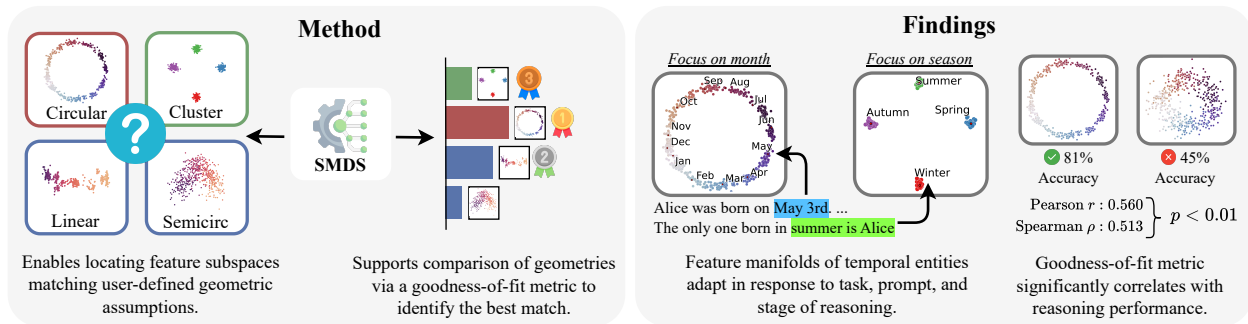 Method
Circular
Cluster
?
Linear
Semicirc
SMDS
3
1
2
Enables locating feature subspaces
matching user-defined geometric
assumptions.
Supports comparison of geometries
via a goodness-of-fit metric to
identify the best match.
Findings
Focus on month
Sep
Aug
Oct
Jul
Jun
Nov
Dec
May
Jan
Apr
Feb
Mar
Focus on season
Summer
Autumn
Spring
Winter
Alice was born on May 3rd. ...
The only one born in summer is Alice
Feature manifolds of temporal entities
adapt in response to task, prompt, and
stage of reasoning.
81%
Accuracy
45%
Accuracy
Pearson r : 0.560
Spearman ρ : 0.513
p < 0.01
Goodness-of-fit metric
significantly correlates with
reasoning performance.